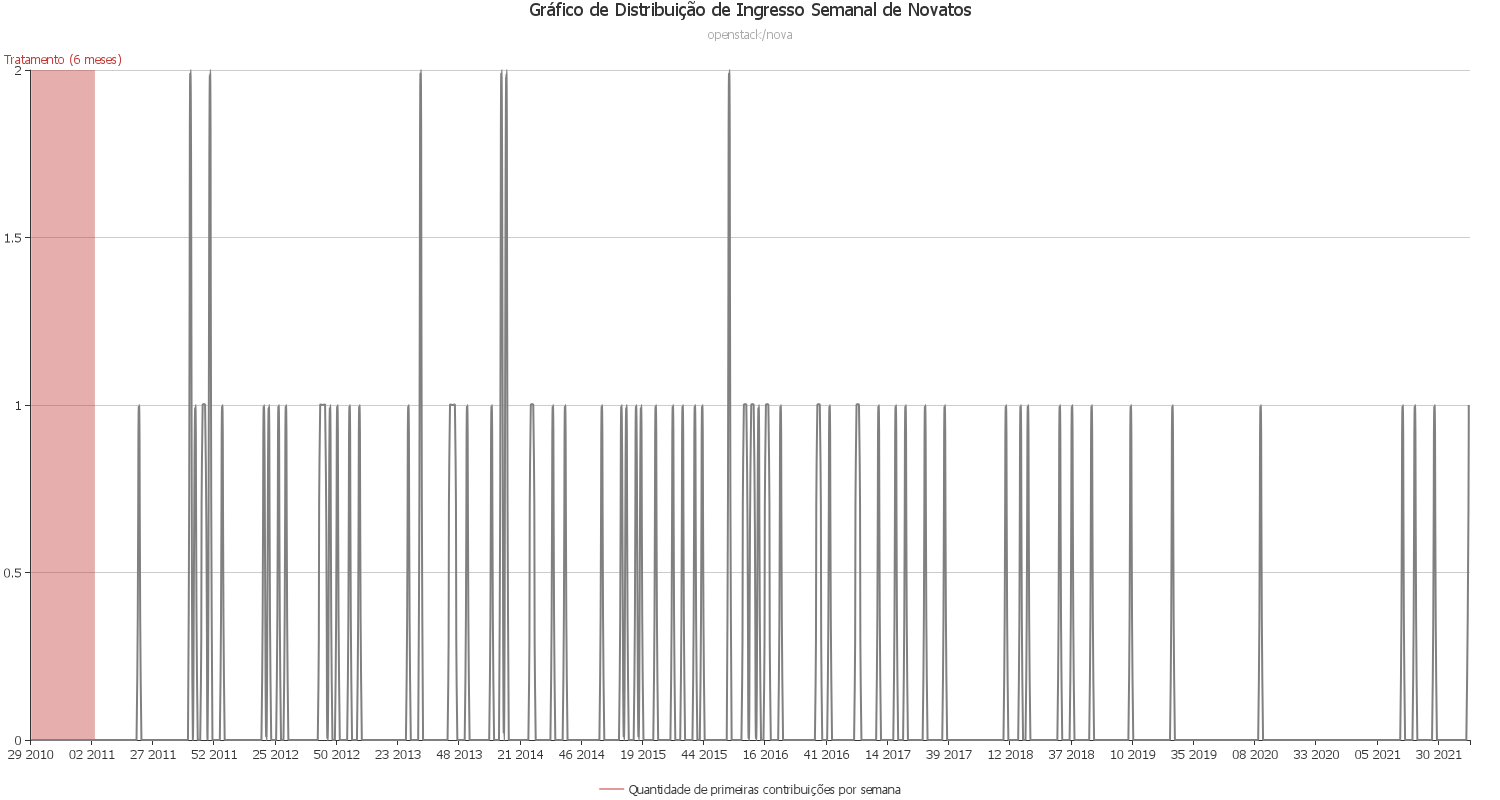 Gráfico de Distribuição de Ingresso Semanal de Novatos
openstack/nova
Tratamento (6 meses)
2
1.5
1
0.5
0
29 2010 02 2011 27 2011 52 2011 25 2012 50 2012 23 2013 48 2013 21 2014 46 2014 19 2015 44 2015 16 2016 41 2016 14 2017 39 2017 12 2018 37 2018 10 2019 35 2019 08 2020 33 2020 05 2021 30 2021
Quantidade de primeiras contribuições por semana